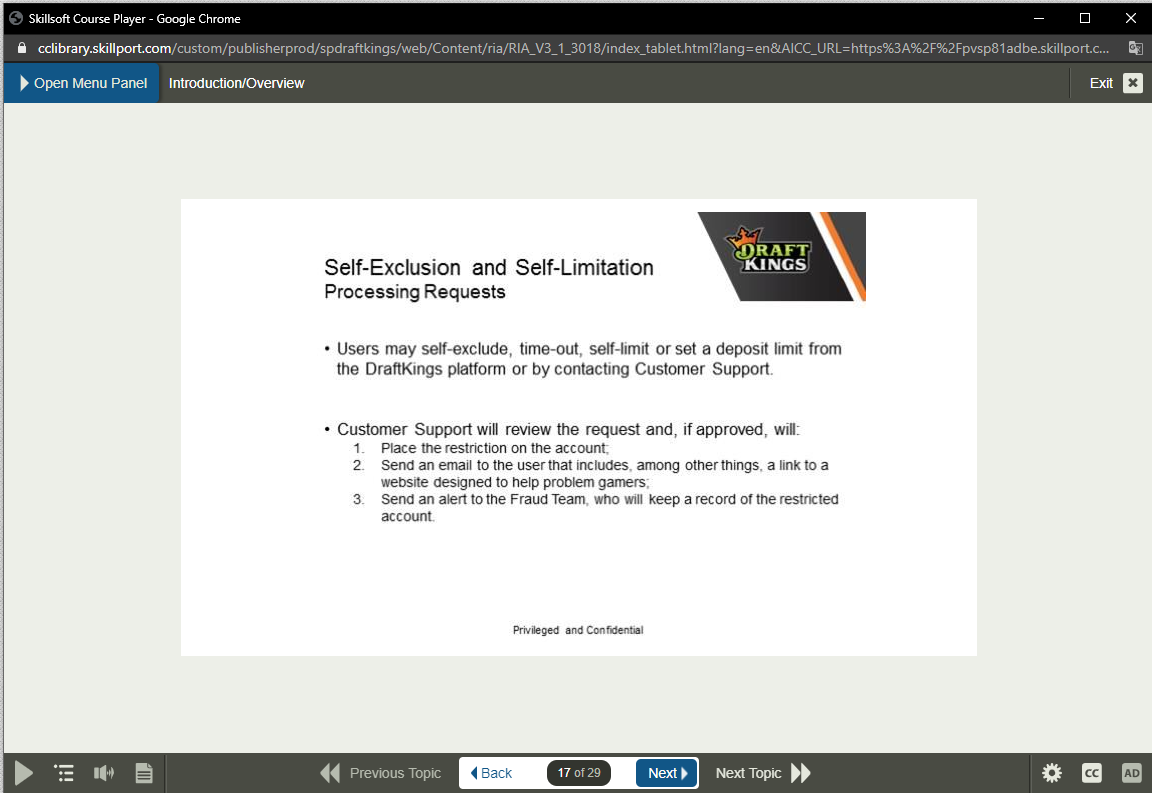 Skillsoft Course Player - Google Chrome
cclibrary.skillport.com/custom/publisherprod/spdraftkings/web/Content/ria/RIA_V3_1_3018/index_tablet.html?lang=en&AICC_URL=https%3A%2F%2Fpvsp81adbe.skillport.c...
Open Menu Panel Introduction/Overview Exit
DRAFT
KINGS
Self-Exclusion and Self-Limitation
Processing Requests
• Users may self-exclude, time-out, self-limit or set a deposit limit from
the DraftKings platform or by contacting Customer Support.
• Customer Support will review the request and, if approved, will:
1. Place the restriction on the account;
2. Send an email to the user that includes, among other things, a link to a
website designed to help problem gamers;
3. Send an alert to the Fraud Team, who will keep a record of the restricted
account.
Privileged and Confidential
Previous Topic Back 17 of 29 Next Next Topic CC AD